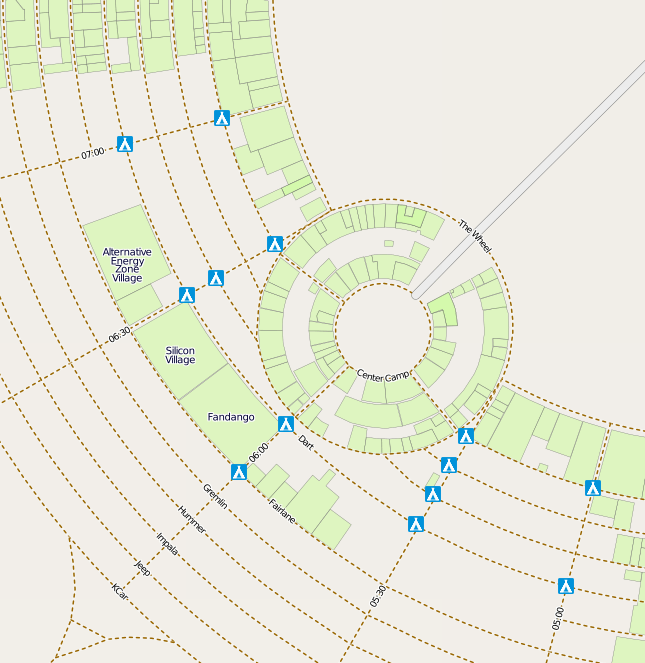 07:00
The Wheel
Alternative
Energy
Zone
Village
06:30
Silicon
Village
Center Camp
Fandango
06:00
Dart
Gremlin
Fairlane
Hummer
Impala
Jeep
KCar
05:30
05:00